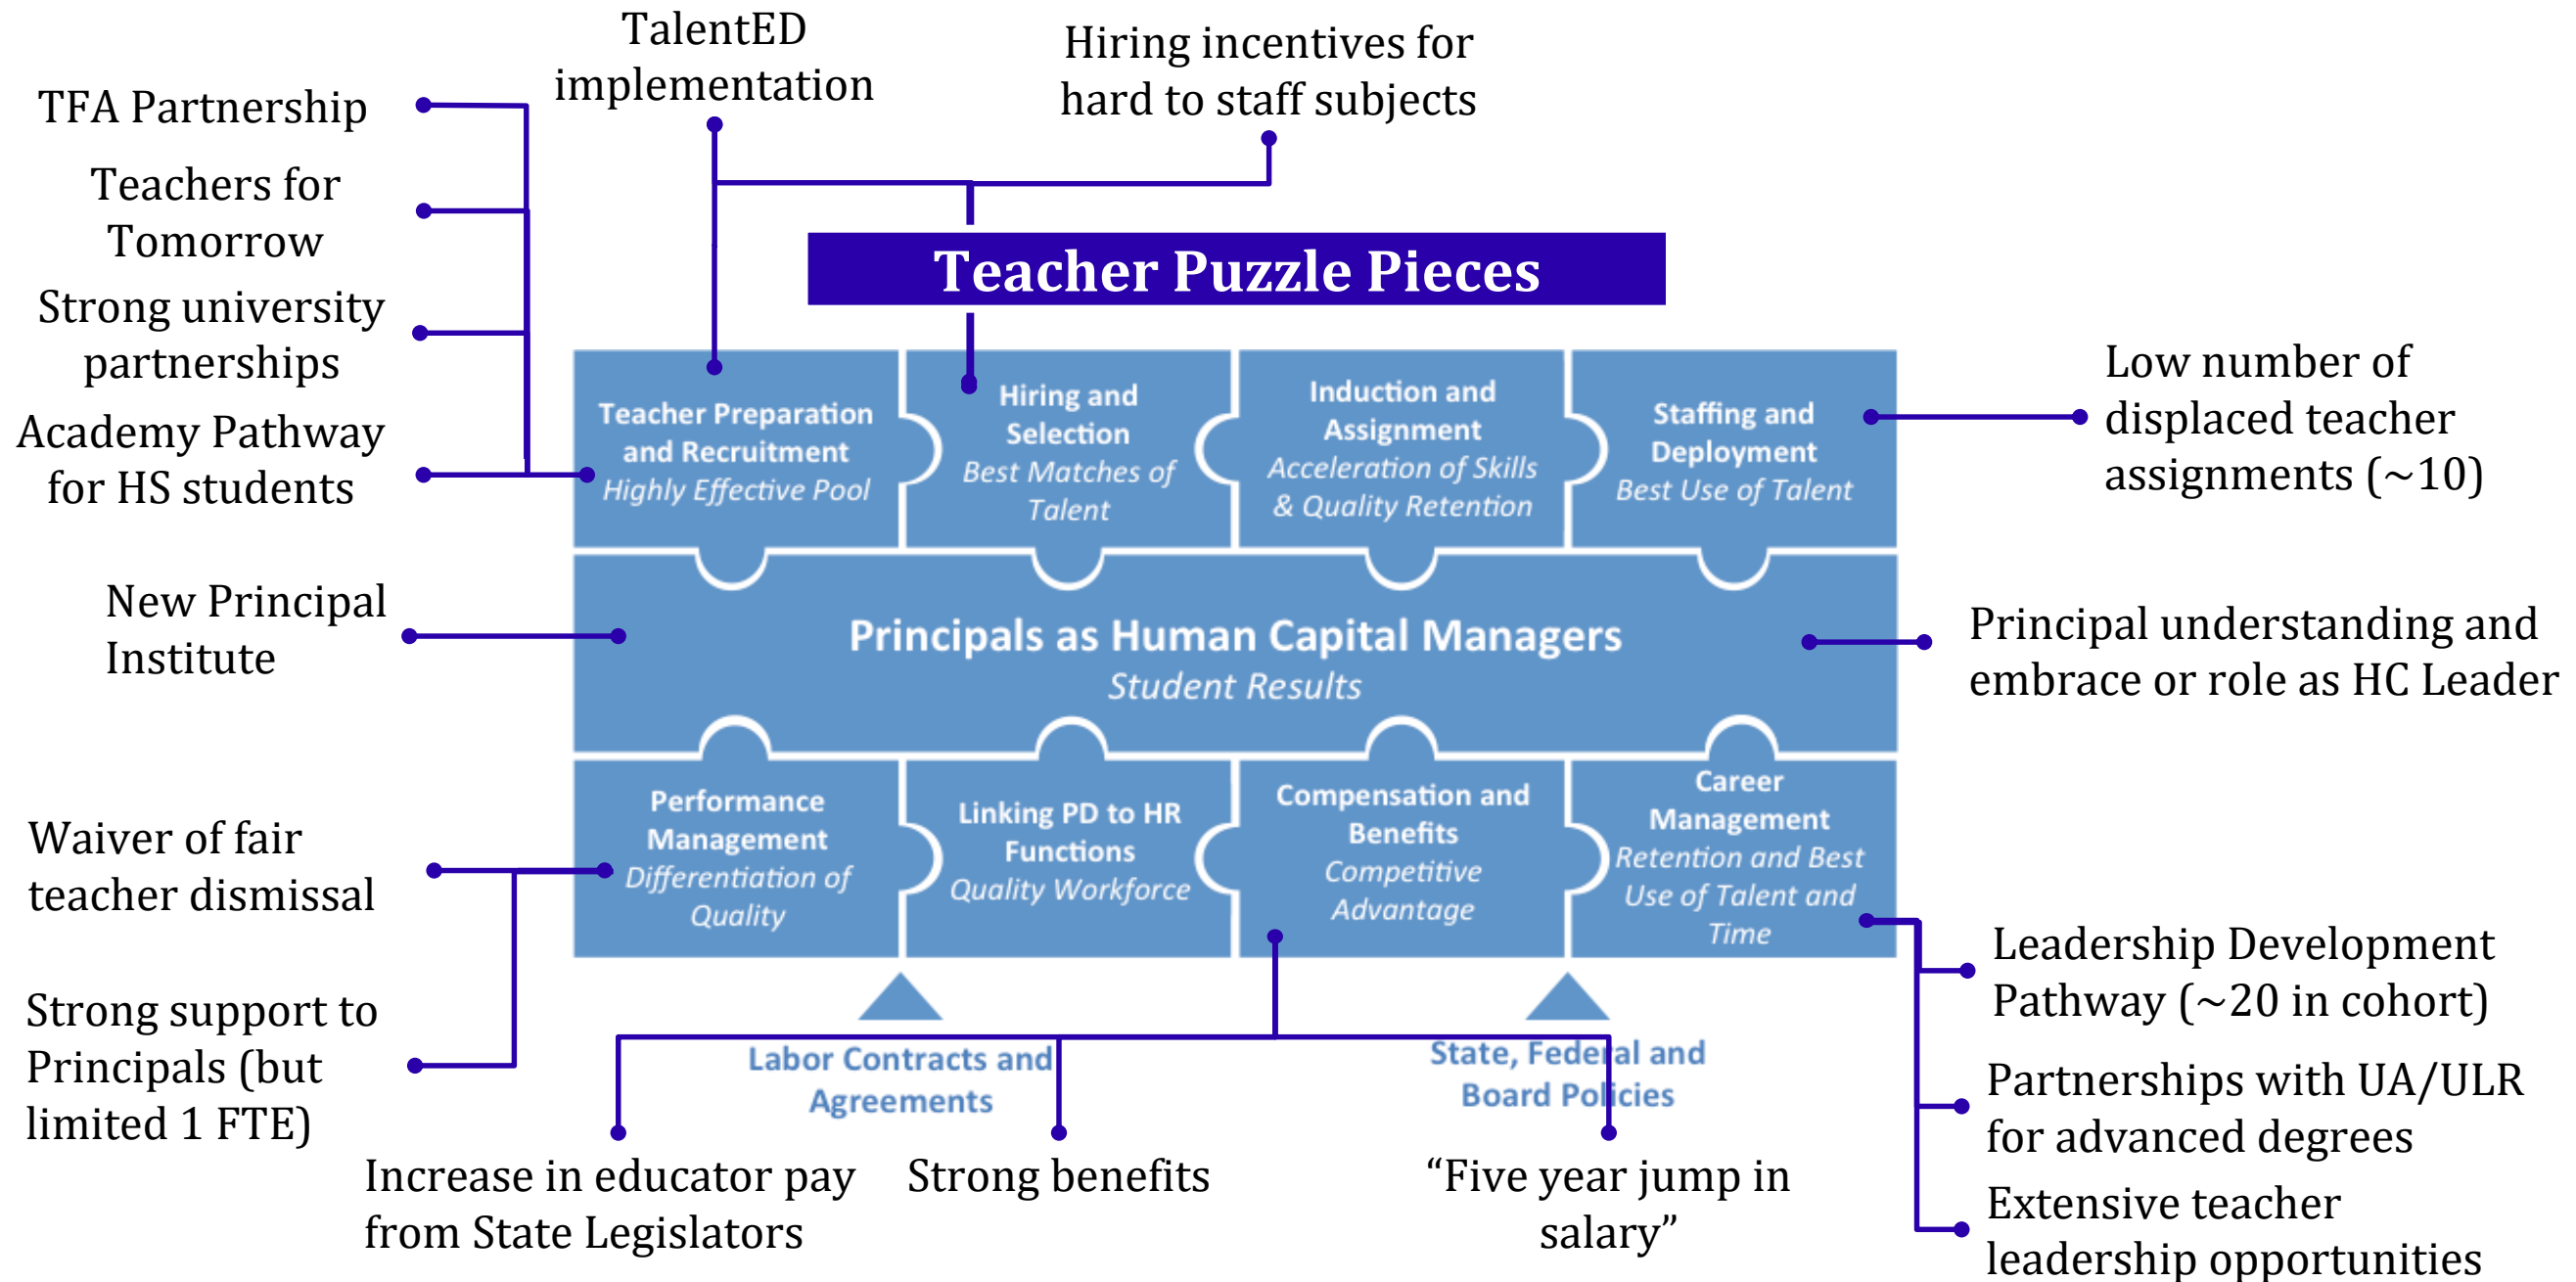 TalentED
implementation
Hiring incentives for
hard to staff subjects
TFA Partnership
Teachers for
Tomorrow
Strong university
partnerships
Academy Pathway
for HS students
Teacher Puzzle Pieces
Teacher Preparation
and Recruitment
Highly Effective Pool
Hiring and
Selection
Best Matches of
Talent
Induction and
Assignment
Acceleration of Skills
& Quality Retention
Staffing and
Deployment
Best Use of Talent
Low number of
displaced teacher
assignments (~10)
New Principal
Institute
Principals as Human Capital Managers
Student Results
Principal understanding and
embrace or role as HC Leader
Waiver of fair
teacher dismissal
Strong support to
Principals (but
limited 1 FTE)
Performance
Management
Differentiation of
Quality
Linking PD to HR
Functions
Quality Workforce
Compensation and
Benefits
Competitive
Advantage
Career
Management
Retention and Best
Use of Talent and
Time
Leadership Development
Pathway (~20 in cohort)
Partnerships with UA/ULR
for advanced degrees
Extensive teacher
leadership opportunities
Labor Contracts and
Agreements
State, Federal and
Board Policies
Increase in educator pay
from State Legislators
Strong benefits
“Five year jump in
salary”